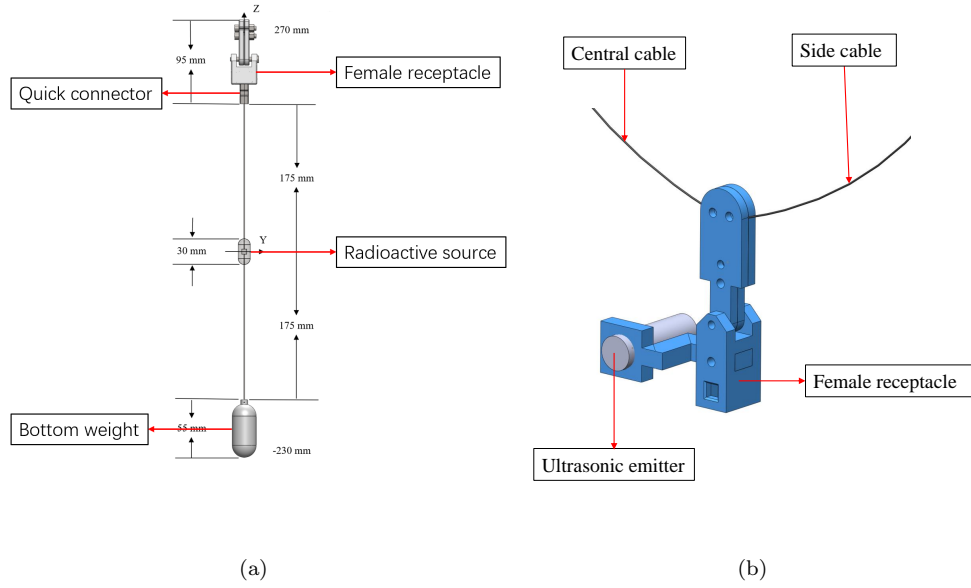 Z
270 mm
95 mm
Female receptacle
Quick connector
175 mm
Y
30 mm
Radioactive source
175 mm
Bottom weight
55 mm
-230 mm
(a)
Central cable
Side cable
Female receptacle
Ultrasonic emitter
(b)